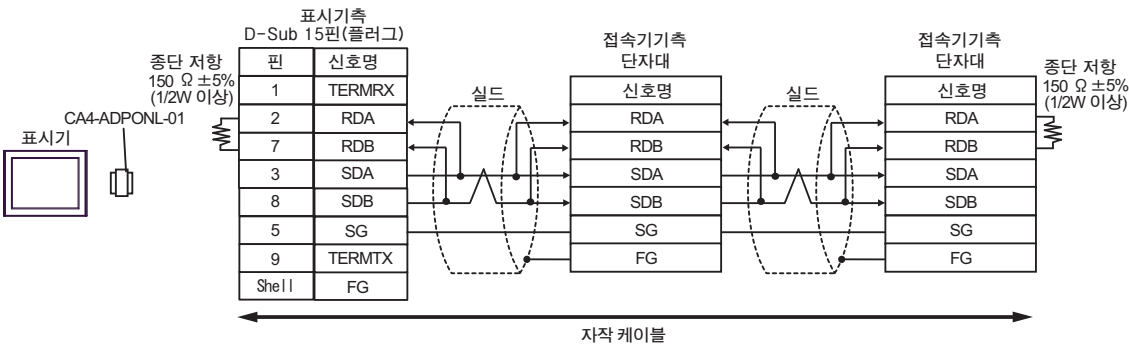 표시기측
D-Sub 15핀(플러그)
종단 저항
150 Ω ±5%
(1/2W 이상)
CA4-ADPONL-01
표시기
핀 신호명
1 TERMRX
2 RDA
7 RDB
3 SDA
8 SDB
5 SG
9 TERMTX
Shell FG
실드
접속기기측
단자대
신호명
RDA
RDB
SDA
SDB
SG
FG
실드
접속기기측
단자대
신호명
RDA
RDB
SDA
SDB
SG
FG
종단 저항
150 Ω ±5%
(1/2W 이상)
자작 케이블